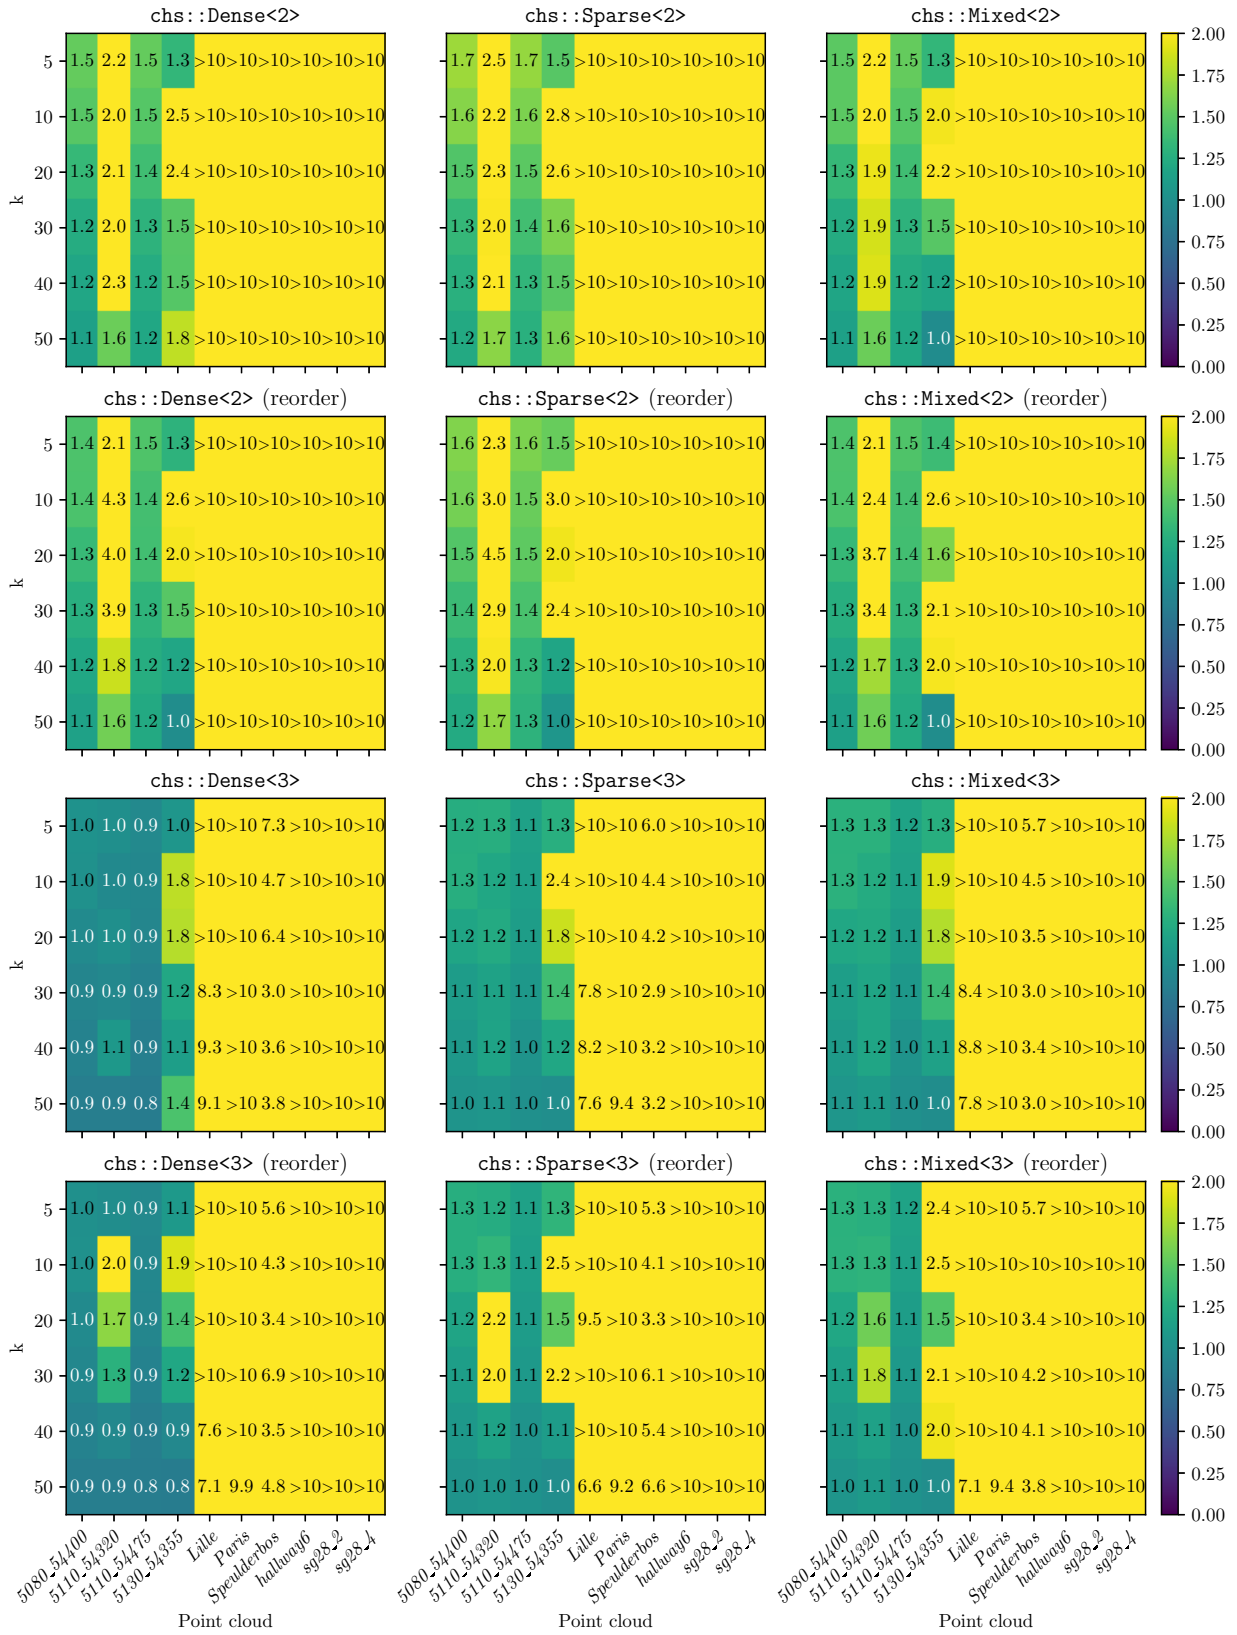 chs::Dense<2> chs::Sparse<2> chs::Mixed<2>
5 1.5 2.2 1.5 1.3 >10>10>10>10>10>10 1.7 2.5 1.7 1.5 >10>10>10>10>10>10 1.5 2.2 1.5 1.3 >10>10>10>10>10>10
10 1.5 2.0 1.5 2.5 >10>10>10>10>10>10 1.6 2.2 1.6 2.8 >10>10>10>10>10>10 1.5 2.0 1.5 2.0 >10>10>10>10>10>10
20 1.3 2.1 1.4 2.4 >10>10>10>10>10>10 1.5 2.3 1.5 2.6 >10>10>10>10>10>10 1.3 1.9 1.4 2.2 >10>10>10>10>10>10
k
30 1.2 2.0 1.3 1.5 >10>10>10>10>10>10 1.3 2.0 1.4 1.6 >10>10>10>10>10>10 1.2 1.9 1.3 1.5 >10>10>10>10>10>10
40 1.2 2.3 1.2 1.5 >10>10>10>10>10>10 1.3 2.1 1.3 1.5 >10>10>10>10>10>10 1.2 1.9 1.2 1.2 >10>10>10>10>10>10
50 1.1 1.6 1.2 1.8 >10>10>10>10>10>10 1.2 1.7 1.3 1.6 >10>10>10>10>10>10 1.1 1.6 1.2 1.0 >10>10>10>10>10>10
2.00
1.75
1.50
1.25
1.00
0.75
0.50
0.25
0.00
chs::Dense<2> (reorder) chs::Sparse<2> (reorder) chs::Mixed<2> (reorder)
5 1.4 2.1 1.5 1.3 >10>10>10>10>10>10 1.6 2.3 1.6 1.5 >10>10>10>10>10>10 1.4 2.1 1.5 1.4 >10>10>10>10>10>10
10 1.4 4.3 1.4 2.6 >10>10>10>10>10>10 1.6 3.0 1.5 3.0 >10>10>10>10>10>10 1.4 2.4 1.4 2.6 >10>10>10>10>10>10
20 1.3 4.0 1.4 2.0 >10>10>10>10>10>10 1.5 4.5 1.5 2.0 >10>10>10>10>10>10 1.3 3.7 1.4 1.6 >10>10>10>10>10>10
k
30 1.3 3.9 1.3 1.5 >10>10>10>10>10>10 1.4 2.9 1.4 2.4 >10>10>10>10>10>10 1.3 3.4 1.3 2.1 >10>10>10>10>10>10
40 1.2 1.8 1.2 1.2 >10>10>10>10>10>10 1.3 2.0 1.3 1.2 >10>10>10>10>10>10 1.2 1.7 1.3 2.0 >10>10>10>10>10>10
50 1.1 1.6 1.2 1.0 >10>10>10>10>10>10 1.2 1.7 1.3 1.0 >10>10>10>10>10>10 1.1 1.6 1.2 1.0 >10>10>10>10>10>10
2.00
1.75
1.50
1.25
1.00
0.75
0.50
0.25
0.00
chs::Dense<3> chs::Sparse<3> chs::Mixed<3>
5 1.0 1.0 0.9 1.0 >10>10 7.3 >10>10>10 1.2 1.3 1.1 1.3 >10>10 6.0 >10>10>10 1.3 1.3 1.2 1.3 >10>10 5.7 >10>10>10
10 1.0 1.0 0.9 1.8 >10>10 4.7 >10>10>10 1.3 1.2 1.1 2.4 >10>10 4.4 >10>10>10 1.3 1.2 1.1 1.9 >10>10 4.5 >10>10>10
20 1.0 1.0 0.9 1.8 >10>10 6.4 >10>10>10 1.2 1.2 1.1 1.8 >10>10 4.2 >10>10>10 1.2 1.2 1.1 1.8 >10>10 3.5 >10>10>10
k
30 0.9 0.9 0.9 1.2 8.3 >10 3.0 >10>10>10 1.1 1.1 1.1 1.4 7.8 >10 2.9 >10>10>10 1.1 1.2 1.1 1.4 8.4 >10 3.0 >10>10>10
40 0.9 1.1 0.9 1.1 9.3 >10 3.6 >10>10>10 1.1 1.2 1.0 1.2 8.2 >10 3.2 >10>10>10 1.1 1.2 1.0 1.1 8.8 >10 3.4 >10>10>10
50 0.9 0.9 0.8 1.4 9.1 >10 3.8 >10>10>10 1.0 1.1 1.0 1.0 7.6 9.4 3.2 >10>10>10 1.1 1.1 1.0 1.0 7.8 >10 3.0 >10>10>10
2.00
1.75
1.50
1.25
1.00
0.75
0.50
0.25
0.00
chs::Dense<3> (reorder) chs::Sparse<3> (reorder) chs::Mixed<3> (reorder)
5 1.0 1.0 0.9 1.1 >10>10 5.6 >10>10>10 1.3 1.2 1.1 1.3 >10>10 5.3 >10>10>10 1.3 1.3 1.2 2.4 >10>10 5.7 >10>10>10
10 1.0 2.0 0.9 1.9 >10>10 4.3 >10>10>10 1.3 1.3 1.1 2.5 >10>10 4.1 >10>10>10 1.3 1.3 1.1 2.5 >10>10>10>10>10>10
20 1.0 1.7 0.9 1.4 >10>10 3.4 >10>10>10 1.2 2.2 1.1 1.5 9.5 >10 3.3 >10>10>10 1.2 1.6 1.1 1.5 >10>10 3.4 >10>10>10
k
30 0.9 1.3 0.9 1.2 >10>10 6.9 >10>10>10 1.1 2.0 1.1 2.2 >10>10 6.1 >10>10>10 1.1 1.8 1.1 2.1 >10>10 4.2 >10>10>10
40 0.9 0.9 0.9 0.9 7.6 >10 3.5 >10>10>10 1.1 1.2 1.0 1.1 >10>10 5.4 >10>10>10 1.1 1.1 1.0 2.0 >10>10 4.1 >10>10>10
50 0.9 0.9 0.8 0.8 7.1 9.9 4.8 >10>10>10 1.0 1.0 1.0 1.0 6.6 9.2 6.6 >10>10>10 1.0 1.1 1.0 1.0 7.1 9.4 3.8 >10>10>10
2.00
1.75
1.50
1.25
1.00
0.75
0.50
0.25
0.00
5080_54400 5110_54320 5110_54475 5130_54355 Lille Paris Speulderbos hallway6 sg28_2 sg28_4
5080_54400 5110_54320 5110_54475 5130_54355 Lille Paris Speulderbos hallway6 sg28_2 sg28_4
5080_54400 5110_54320 5110_54475 5130_54355 Lille Paris Speulderbos hallway6 sg28_2 sg28_4
Point cloud Point cloud Point cloud